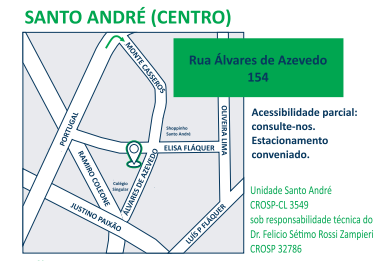 SANTO ANDRÉ (CENTRO)
Rua Álvares de Azevedo
154
MONTE CASSEROS
PORTUGAL
OLIVEIRA LIMA
Shoppinho
Santo André
ELISA FLÁQUER
RAMIRO COLEONE
Colégio
Singular
ÁLVARES DE AZEVEDO
JUSTINO PAIXÃO
LUÍS P FLÁQUER
Acessibilidade parcial:
consulte-nos.
Estacionamento
conveniado.
Unidade Santo André
CROSP-CL 3549
sob responsabilidade técnica do
Dr. Felicio Sétimo Rossi Zampieri
CROSP 32786